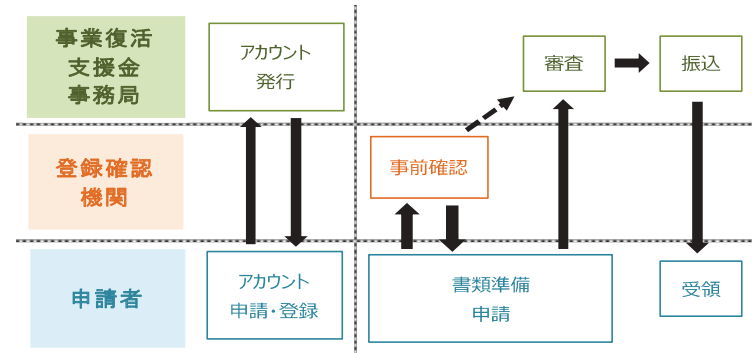 事業復活
支援金
事務局
アカウント
発行
審査
振込
登録確認
機関
事前確認
申請者
アカウント
申請・登録
書類準備
申請
受領